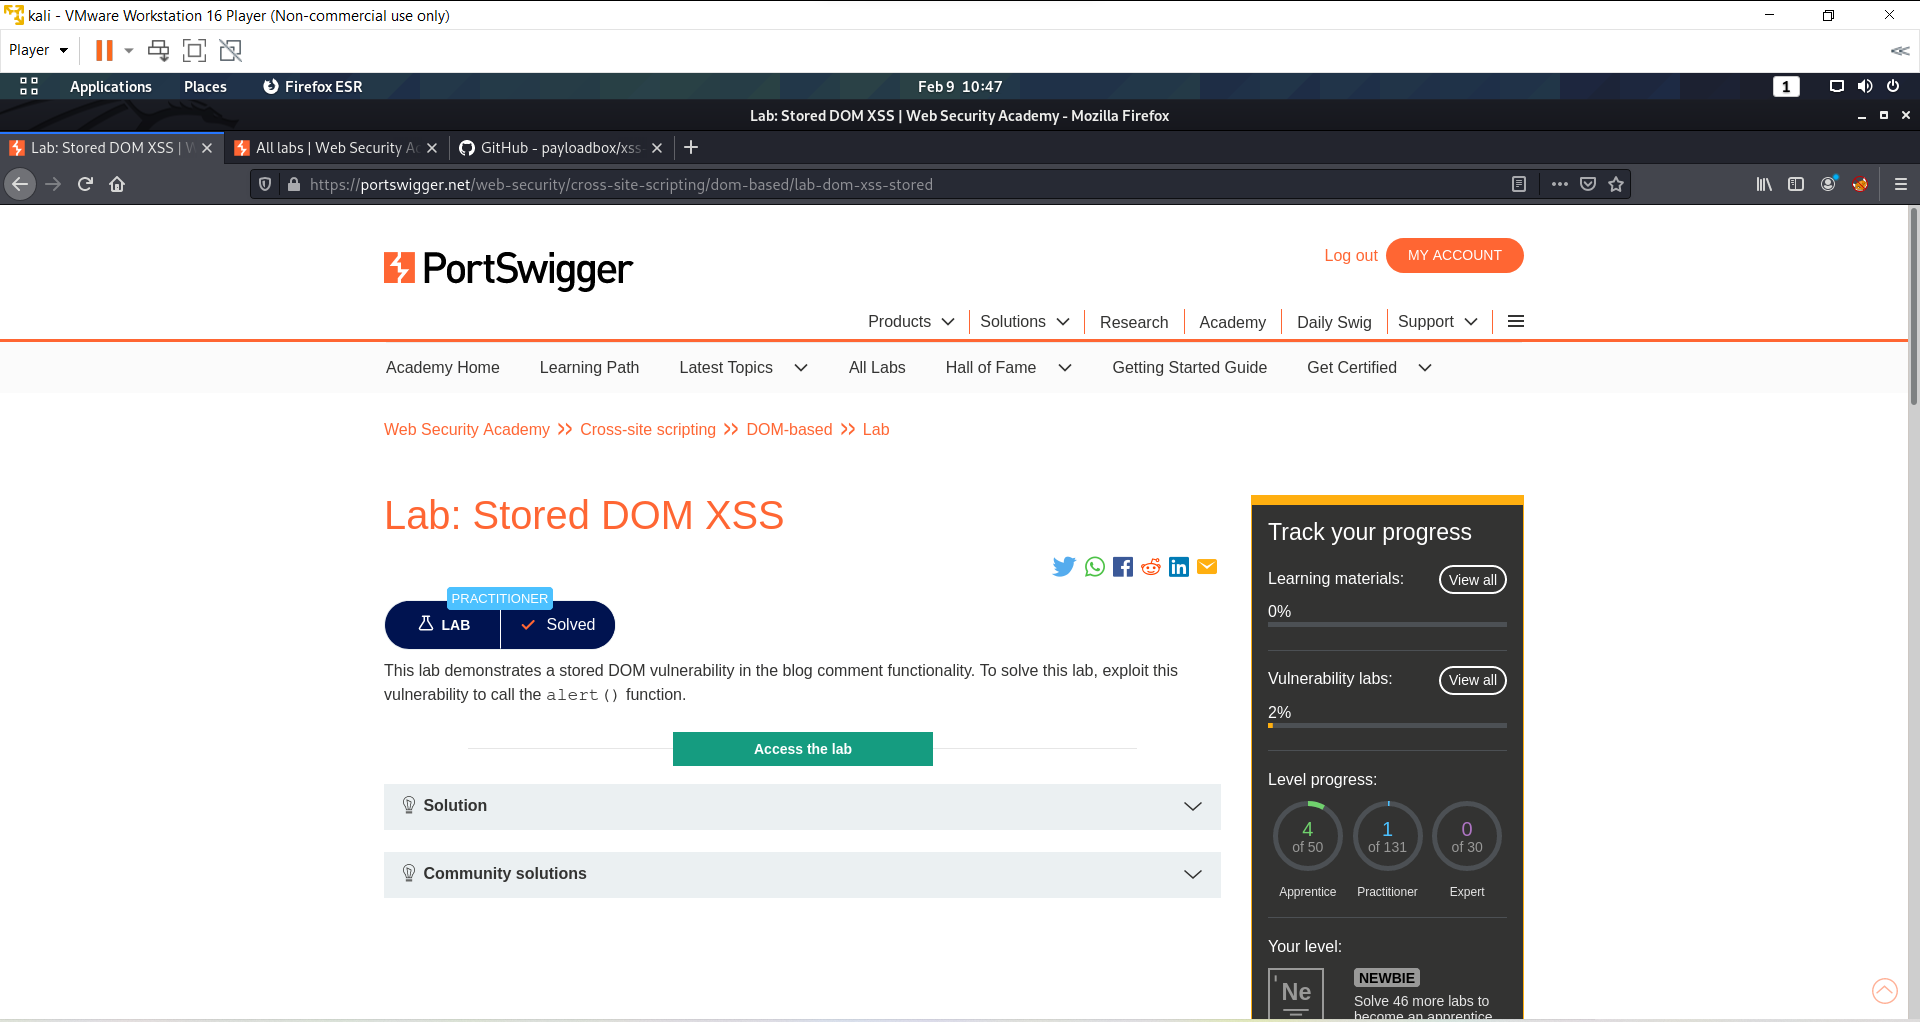 kali - VMware Workstation 16 Player (Non-commercial use only)
Player
Applications Places Firefox ESR Feb 9 10:47 1
Lab: Stored DOM XSS | Web Security Academy - Mozilla Firefox
Lab: Stored DOM XSS | W All labs | Web Security Ac GitHub - payloadbox/xss-
https://portswigger.net/web-security/cross-site-scripting/dom-based/lab-dom-xss-stored
PortSwigger
Log out MY ACCOUNT
Products Solutions Research Academy Daily Swig Support
Academy Home Learning Path Latest Topics All Labs Hall of Fame Getting Started Guide Get Certified
Web Security Academy Cross-site scripting DOM-based Lab
Lab: Stored DOM XSS
PRACTITIONER
LAB Solved
This lab demonstrates a stored DOM vulnerability in the blog comment functionality. To solve this lab, exploit this
vulnerability to call the alert() function.
Access the lab
Solution
Community solutions
Track your progress
Learning materials: View all
0%
Vulnerability labs: View all
2%
Level progress:
4 1 0
of 50 of 131 of 30
Apprentice Practitioner Expert
Your level:
Ne
NEWBIE
Solve 46 more labs to
become an apprentice